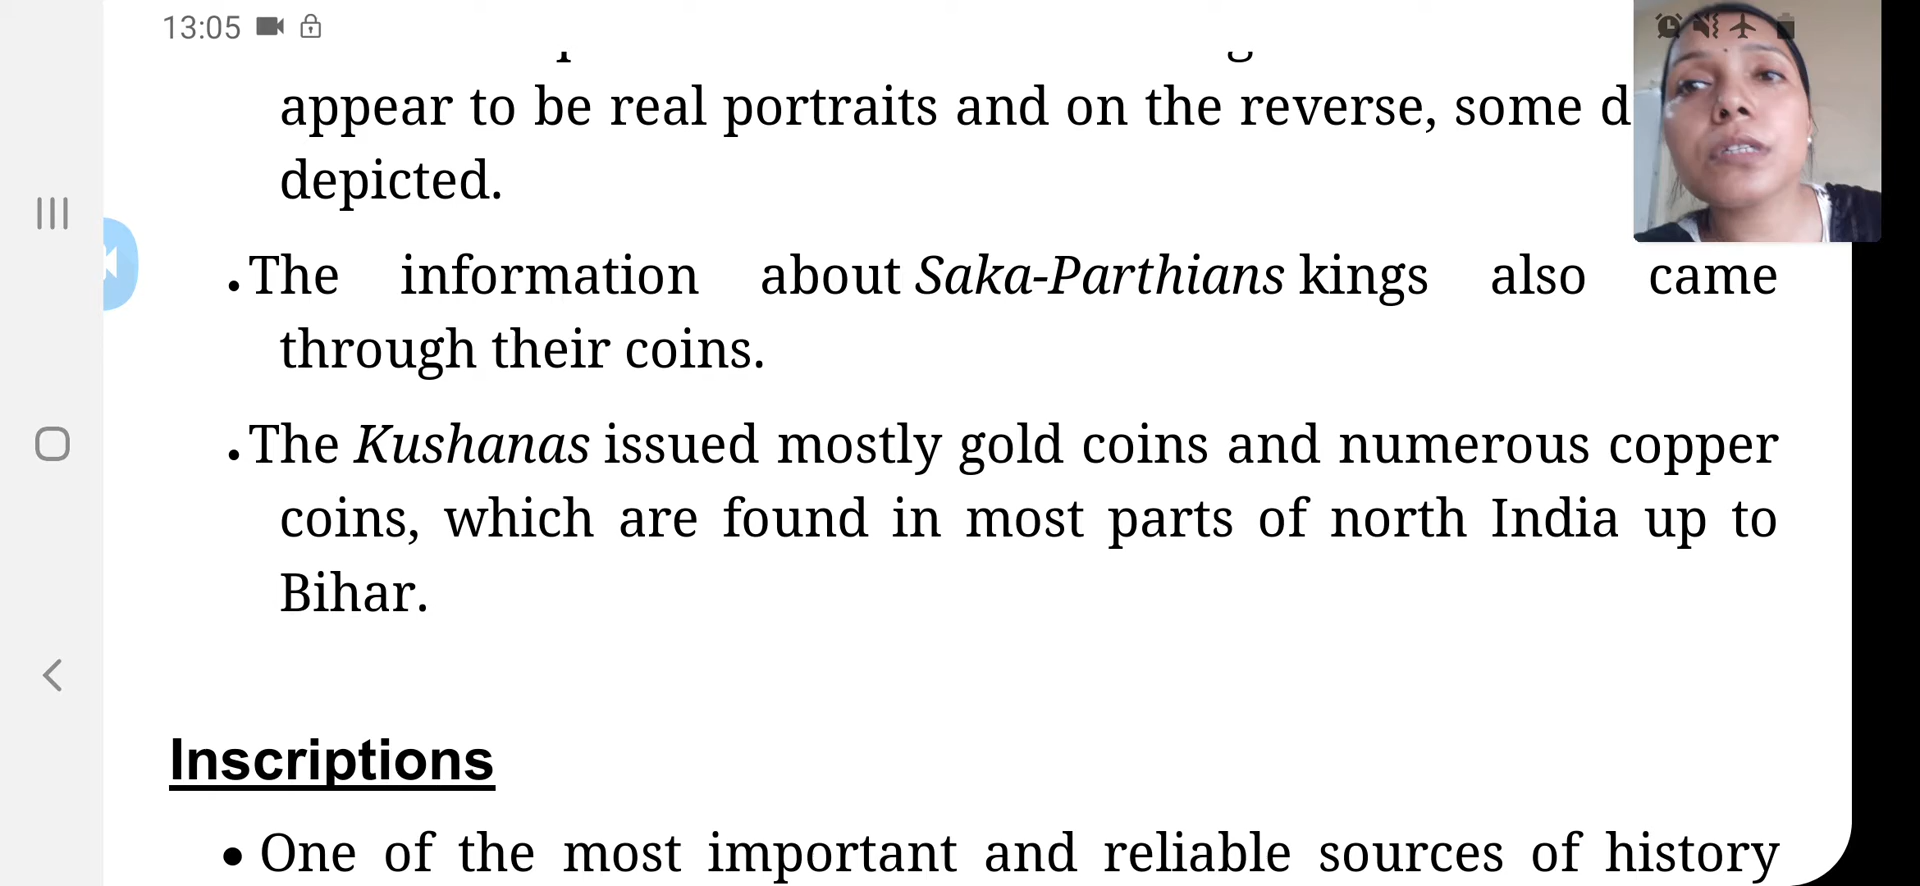 13:05
appear to be real portraits and on the reverse, some
depicted.
• The information about Saka-Parthians kings also came
through their coins.
• The Kushanas issued mostly gold coins and numerous copper
coins, which are found in most parts of north India up to
Bihar.
Inscriptions
• One of the most important and reliable sources of history